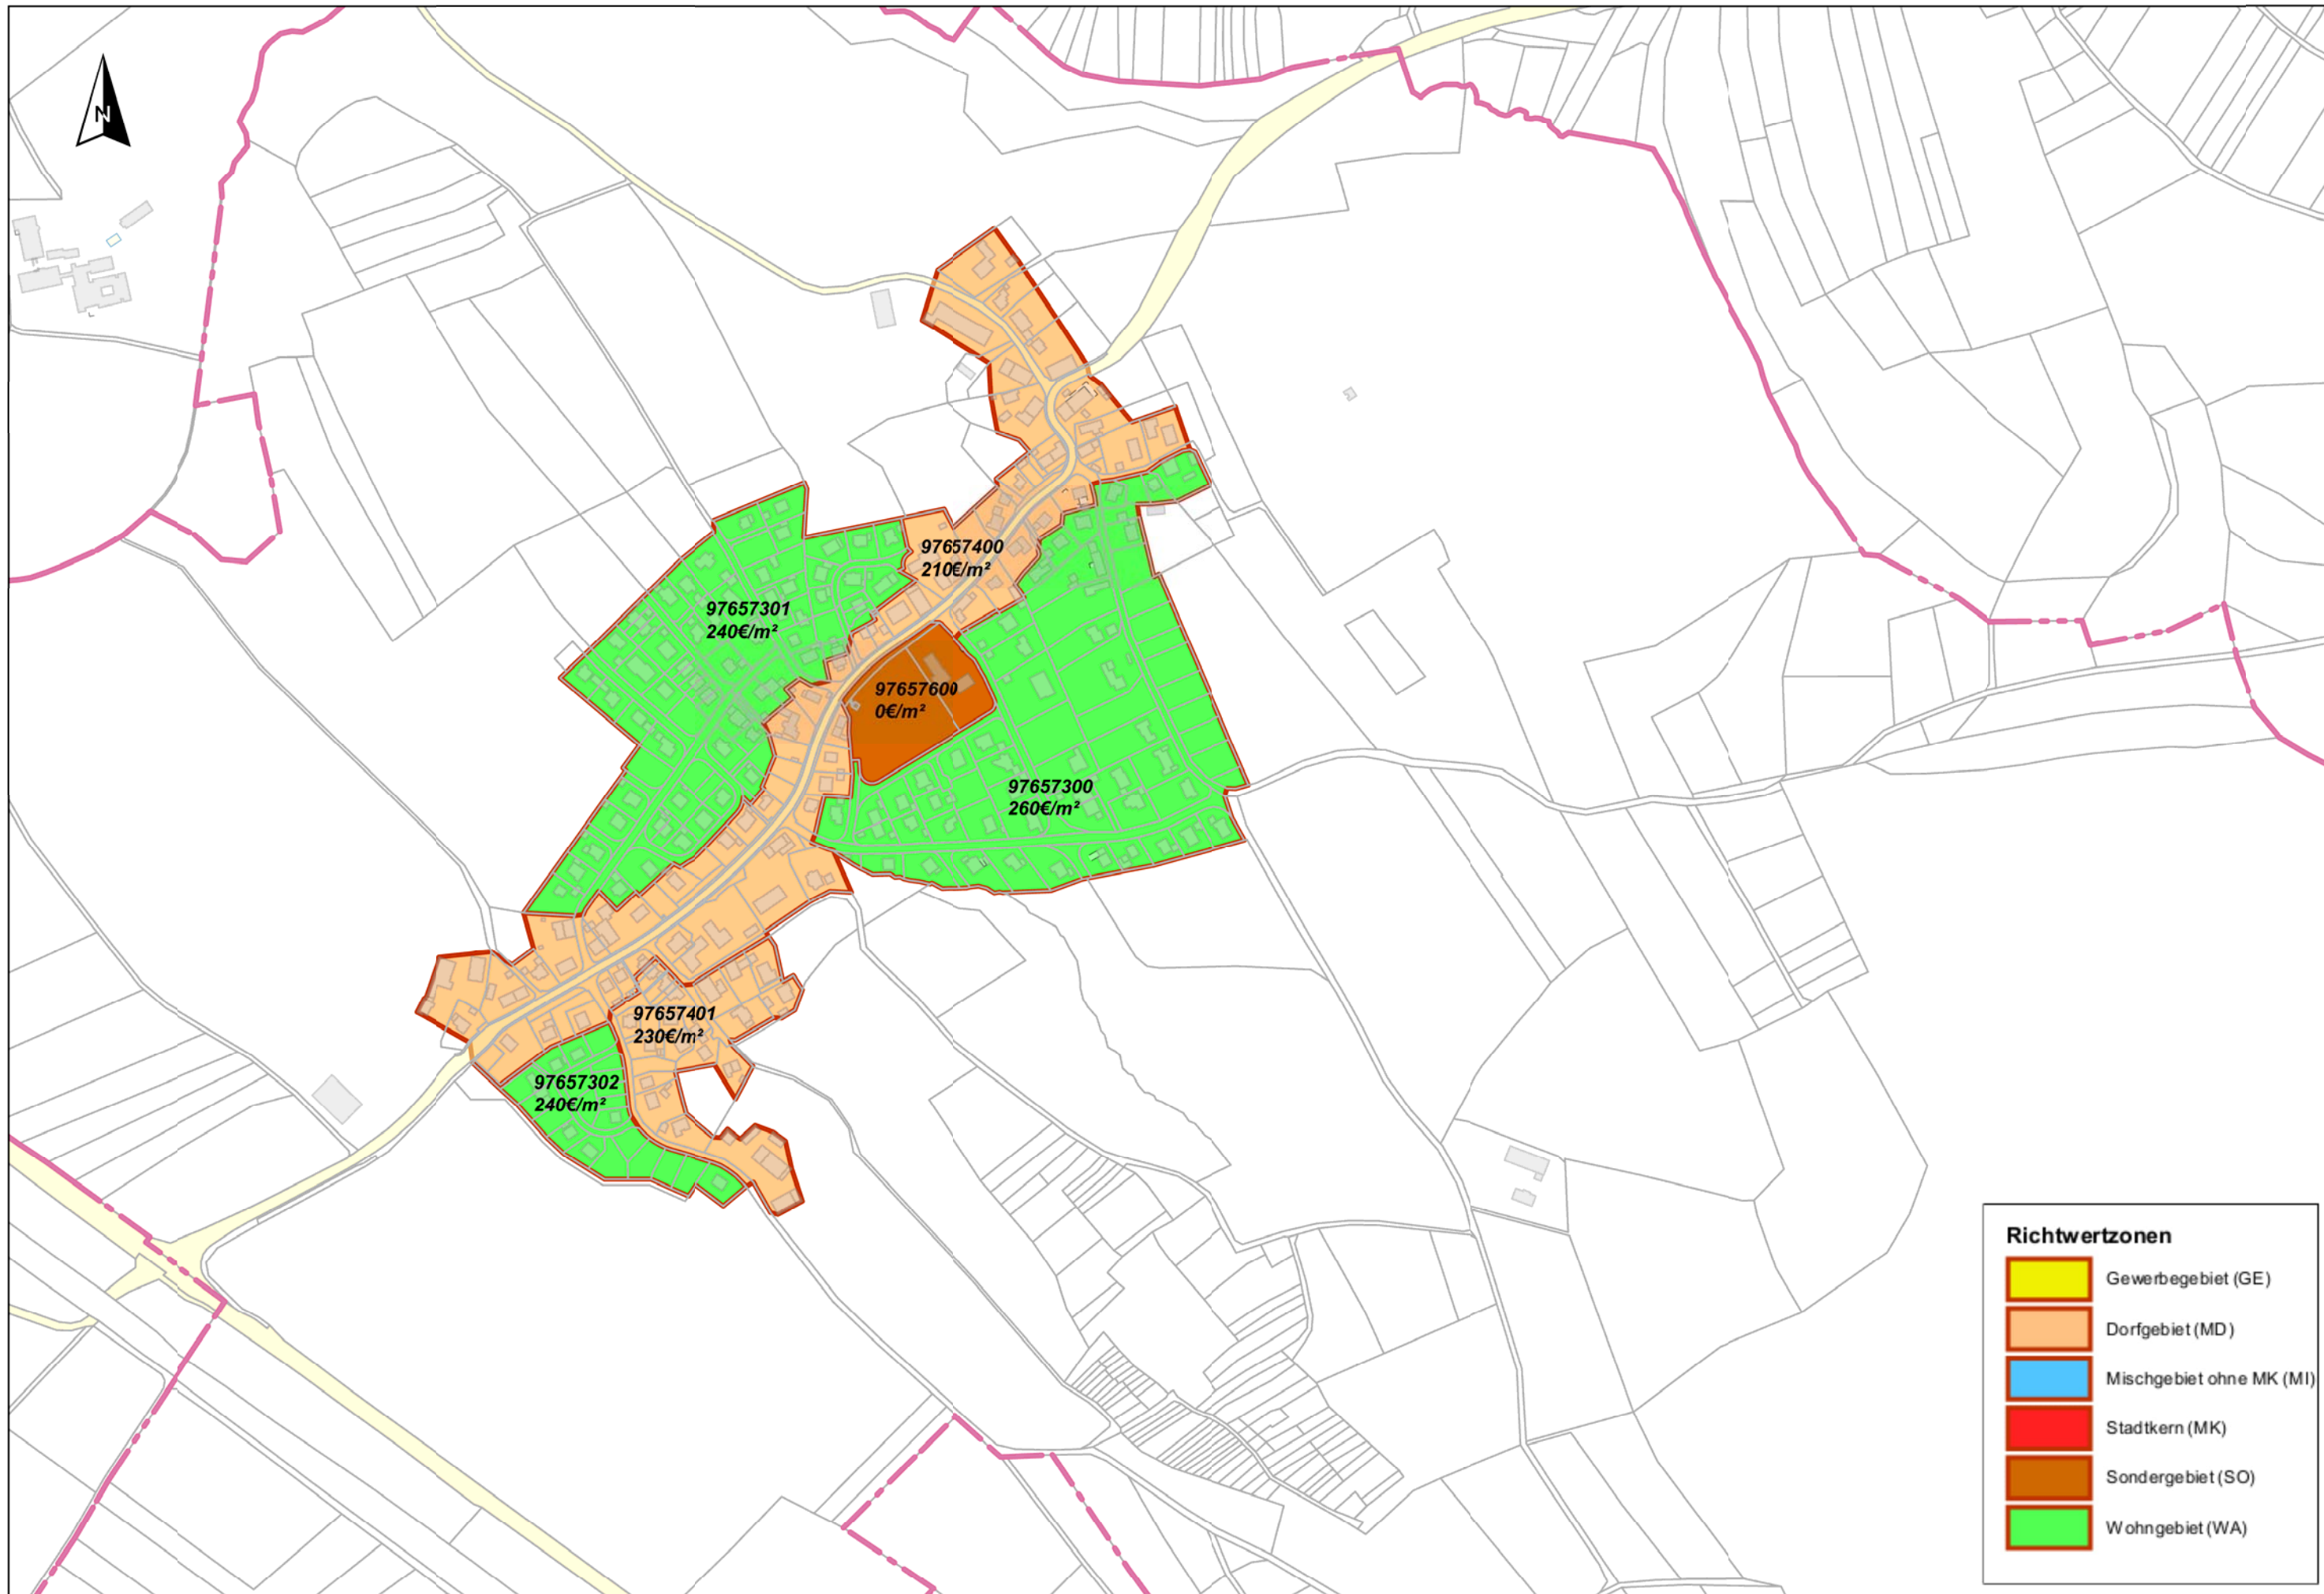 N
97657400
210€/m²
97657301
240€/m²
97657600
0€/m²
97657300
260€/m²
97657401
230€/m²
97657302
240€/m²
Richtwertzonen
Gewerbegebiet (GE)
Dorfgebiet (MD)
Mischgebiet ohne MK (MI)
Stadtkern (MK)
Sondergebiet (SO)
Wohngebiet (WA)